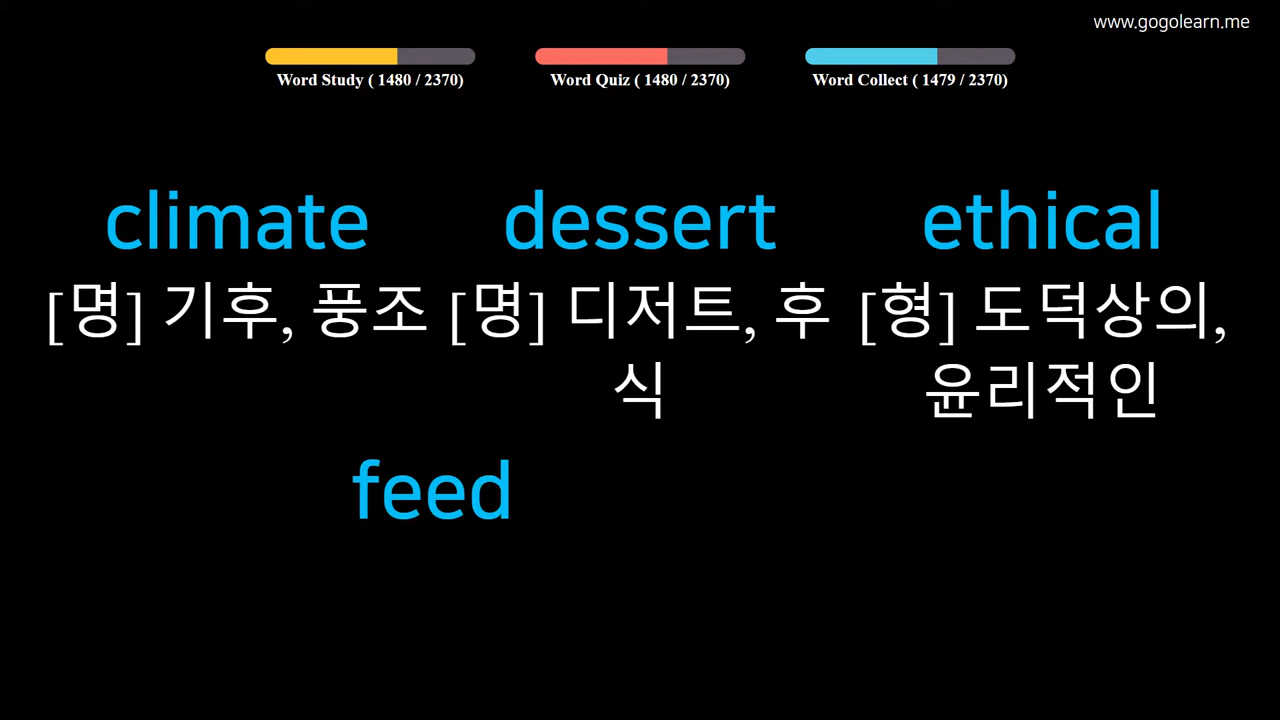 www.gogolearn.me
Word Study ( 1480 / 2370)
Word Quiz ( 1480 / 2370)
Word Collect ( 1479 / 2370)
climate
[명] 기후, 풍조
dessert
[명] 디저트, 후
식
ethical
[형] 도덕상의,
윤리적인
feed